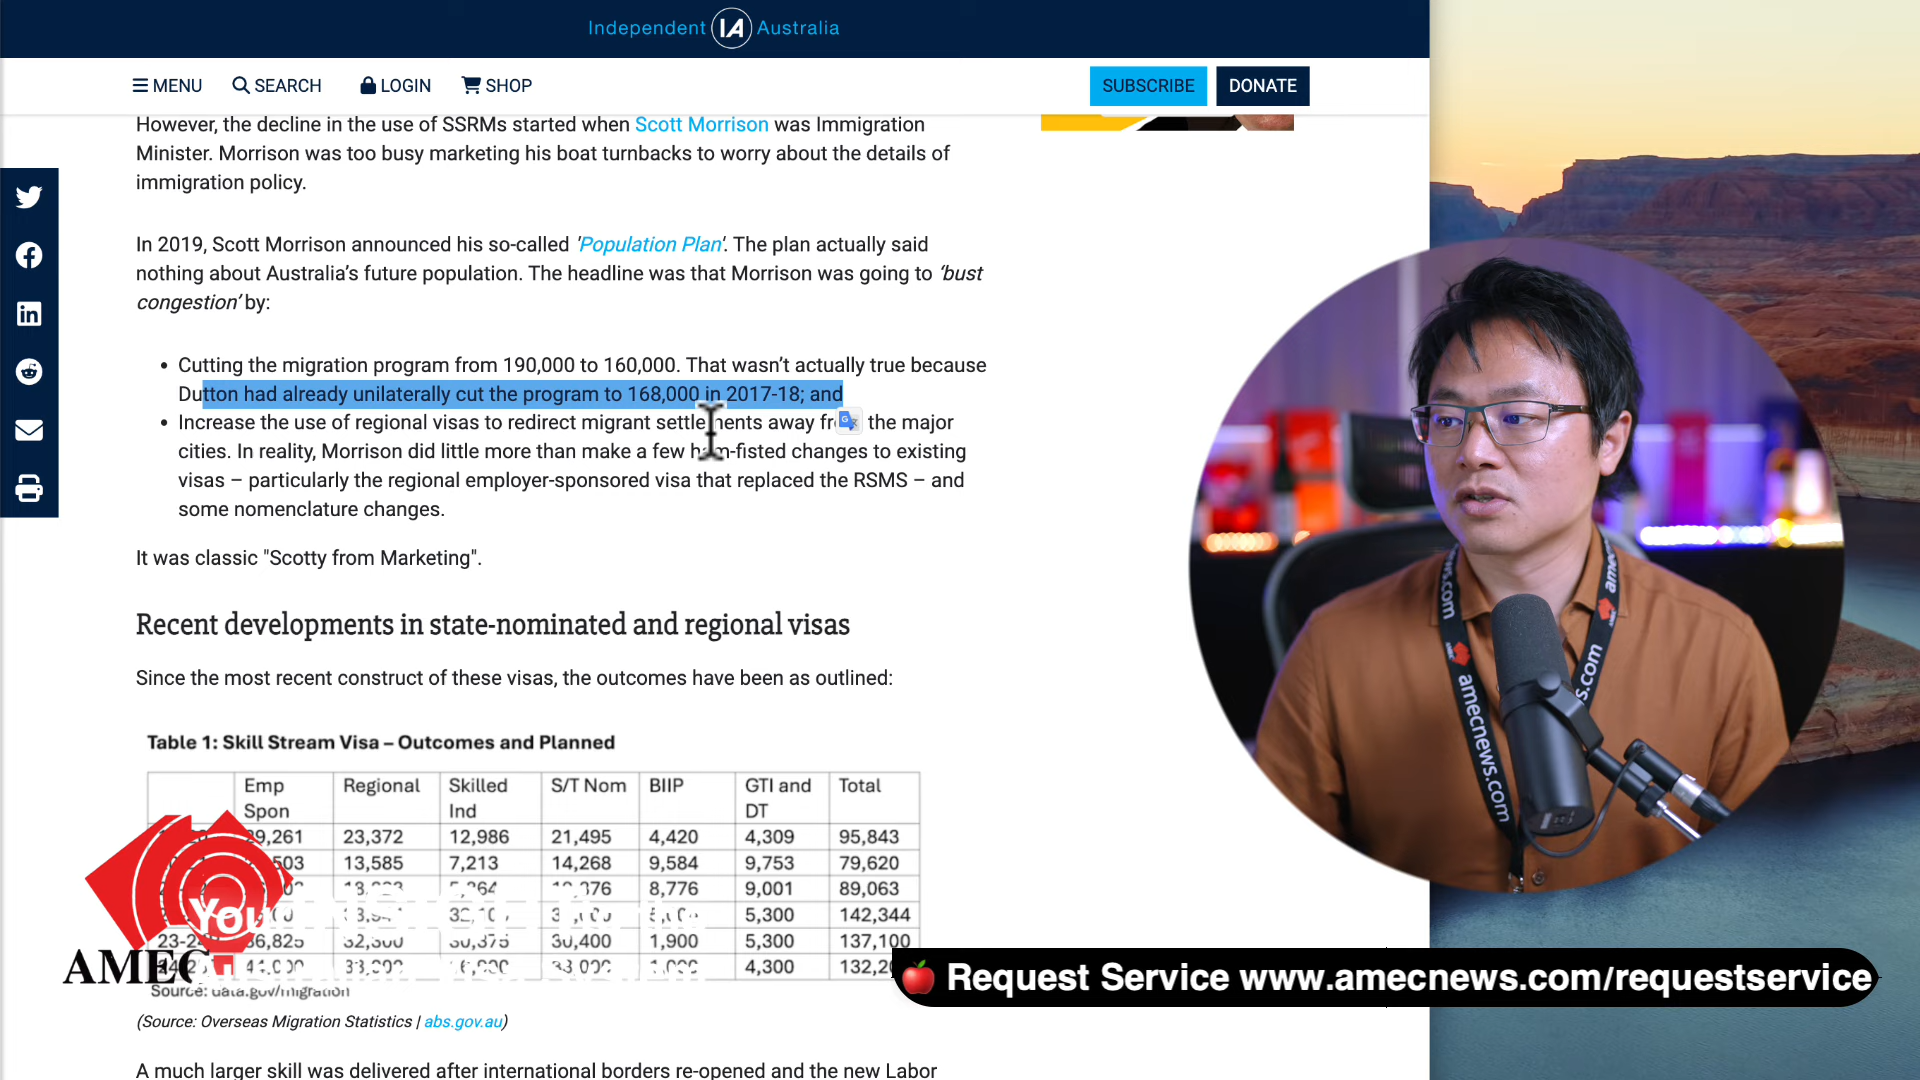 Independent IA Australia
MENU SEARCH LOGIN SHOP SUBSCRIBE DONATE
However, the decline in the use of SSRMs started when Scott Morrison was Immigration
Minister. Morrison was too busy marketing his boat turnbacks to worry about the details of
immigration policy.
In 2019, Scott Morrison announced his so-called 'Population Plan'. The plan actually said
nothing about Australia's future population. The headline was that Morrison was going to 'bust
congestion' by:
• Cutting the migration program from 190,000 to 160,000. That wasn't actually true because
Dutton had already unilaterally cut the program to 168,000 in 2017-18; and
• Increase the use of regional visas to redirect migrant settlements away the major
cities. In reality, Morrison did little more than make a few ham-fisted changes to existing
visas – particularly the regional employer-sponsored visa that replaced the RSMS – and
some nomenclature changes.
It was classic "Scotty from Marketing".
Recent developments in state-nominated and regional visas
Since the most recent construct of these visas, the outcomes have been as outlined:
Table 1: Skill Stream Visa – Outcomes and Planned
Emp Spon Regional Skilled Ind S/T Nom BIIP GTI and DT Total
23,372 12,986 21,495 4,420 4,309 95,843
13,585 7,213 14,268 9,584 9,753 79,620
8,776 9,001 89,063
5,300 142,344
1,900 5,300 137,100
4,300
AMEC
Source: data.gov/migration
(Source: Overseas Migration Statistics | abs.gov.au)
A much larger skill was delivered after international borders re-opened and the new Labor
amecnews.com
Request Service www.amecnews.com/requestservice